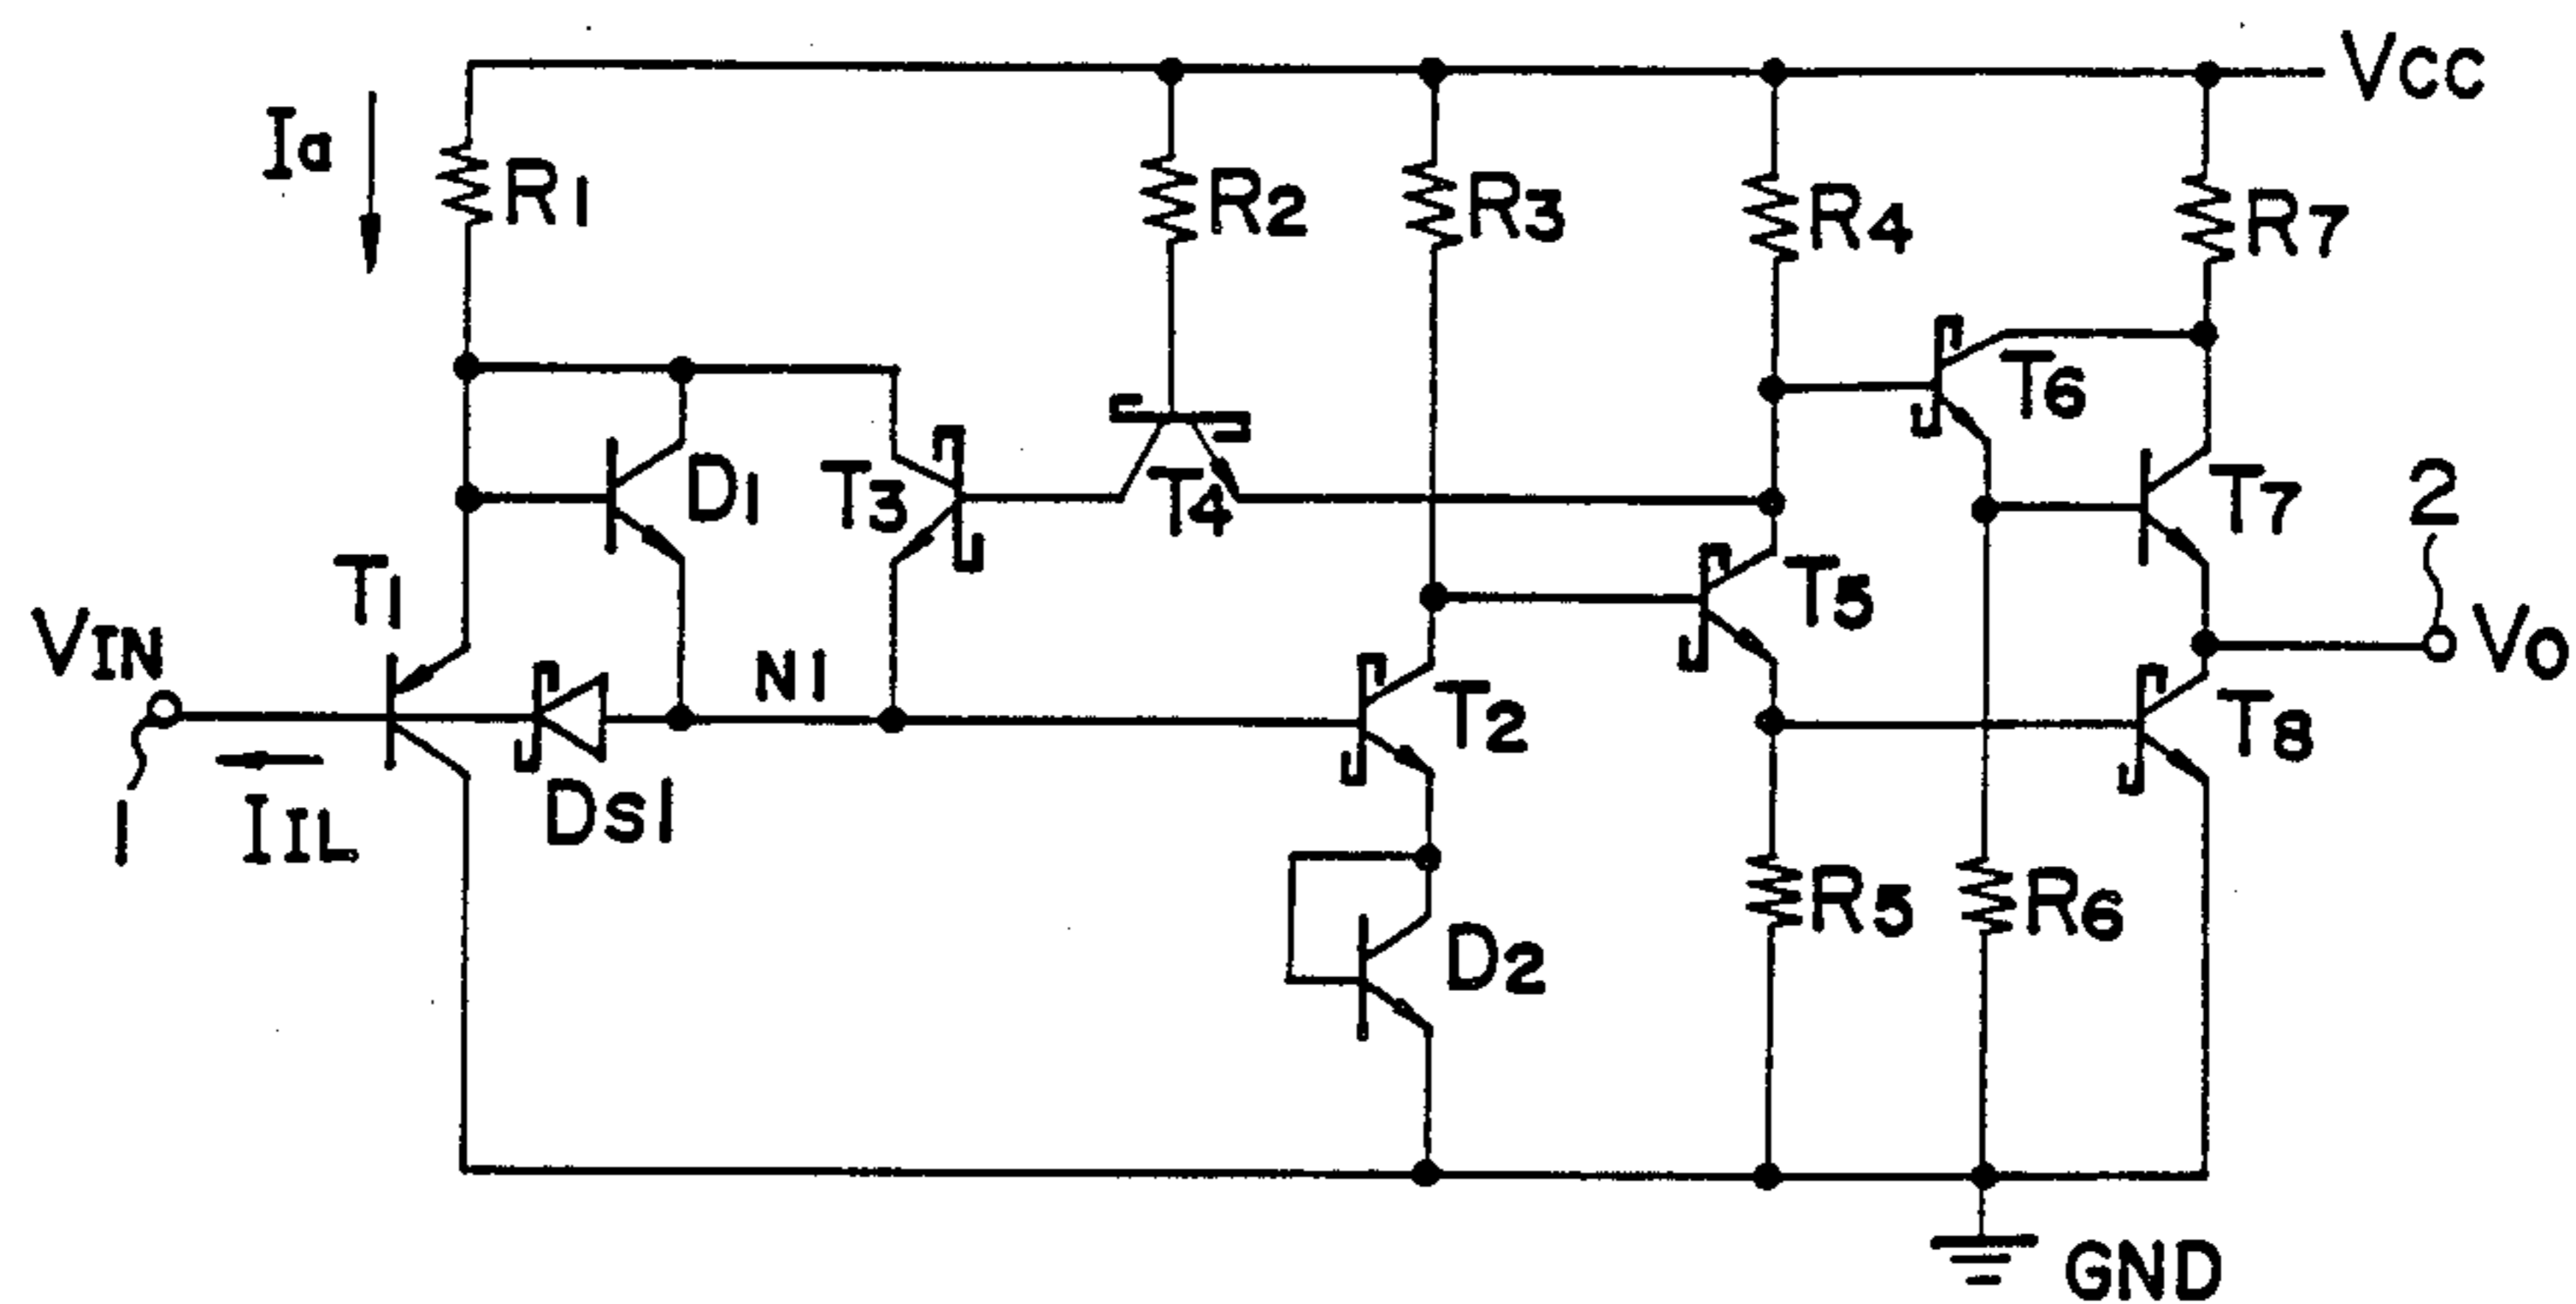 VCC
Ia
R1
R2
R3
R4
R7
T6
D1
T3
T4
T7
2
T1
T5
VIN
N1
VO
T2
T8
DS1
IIL
1
R5
R6
D2
GND